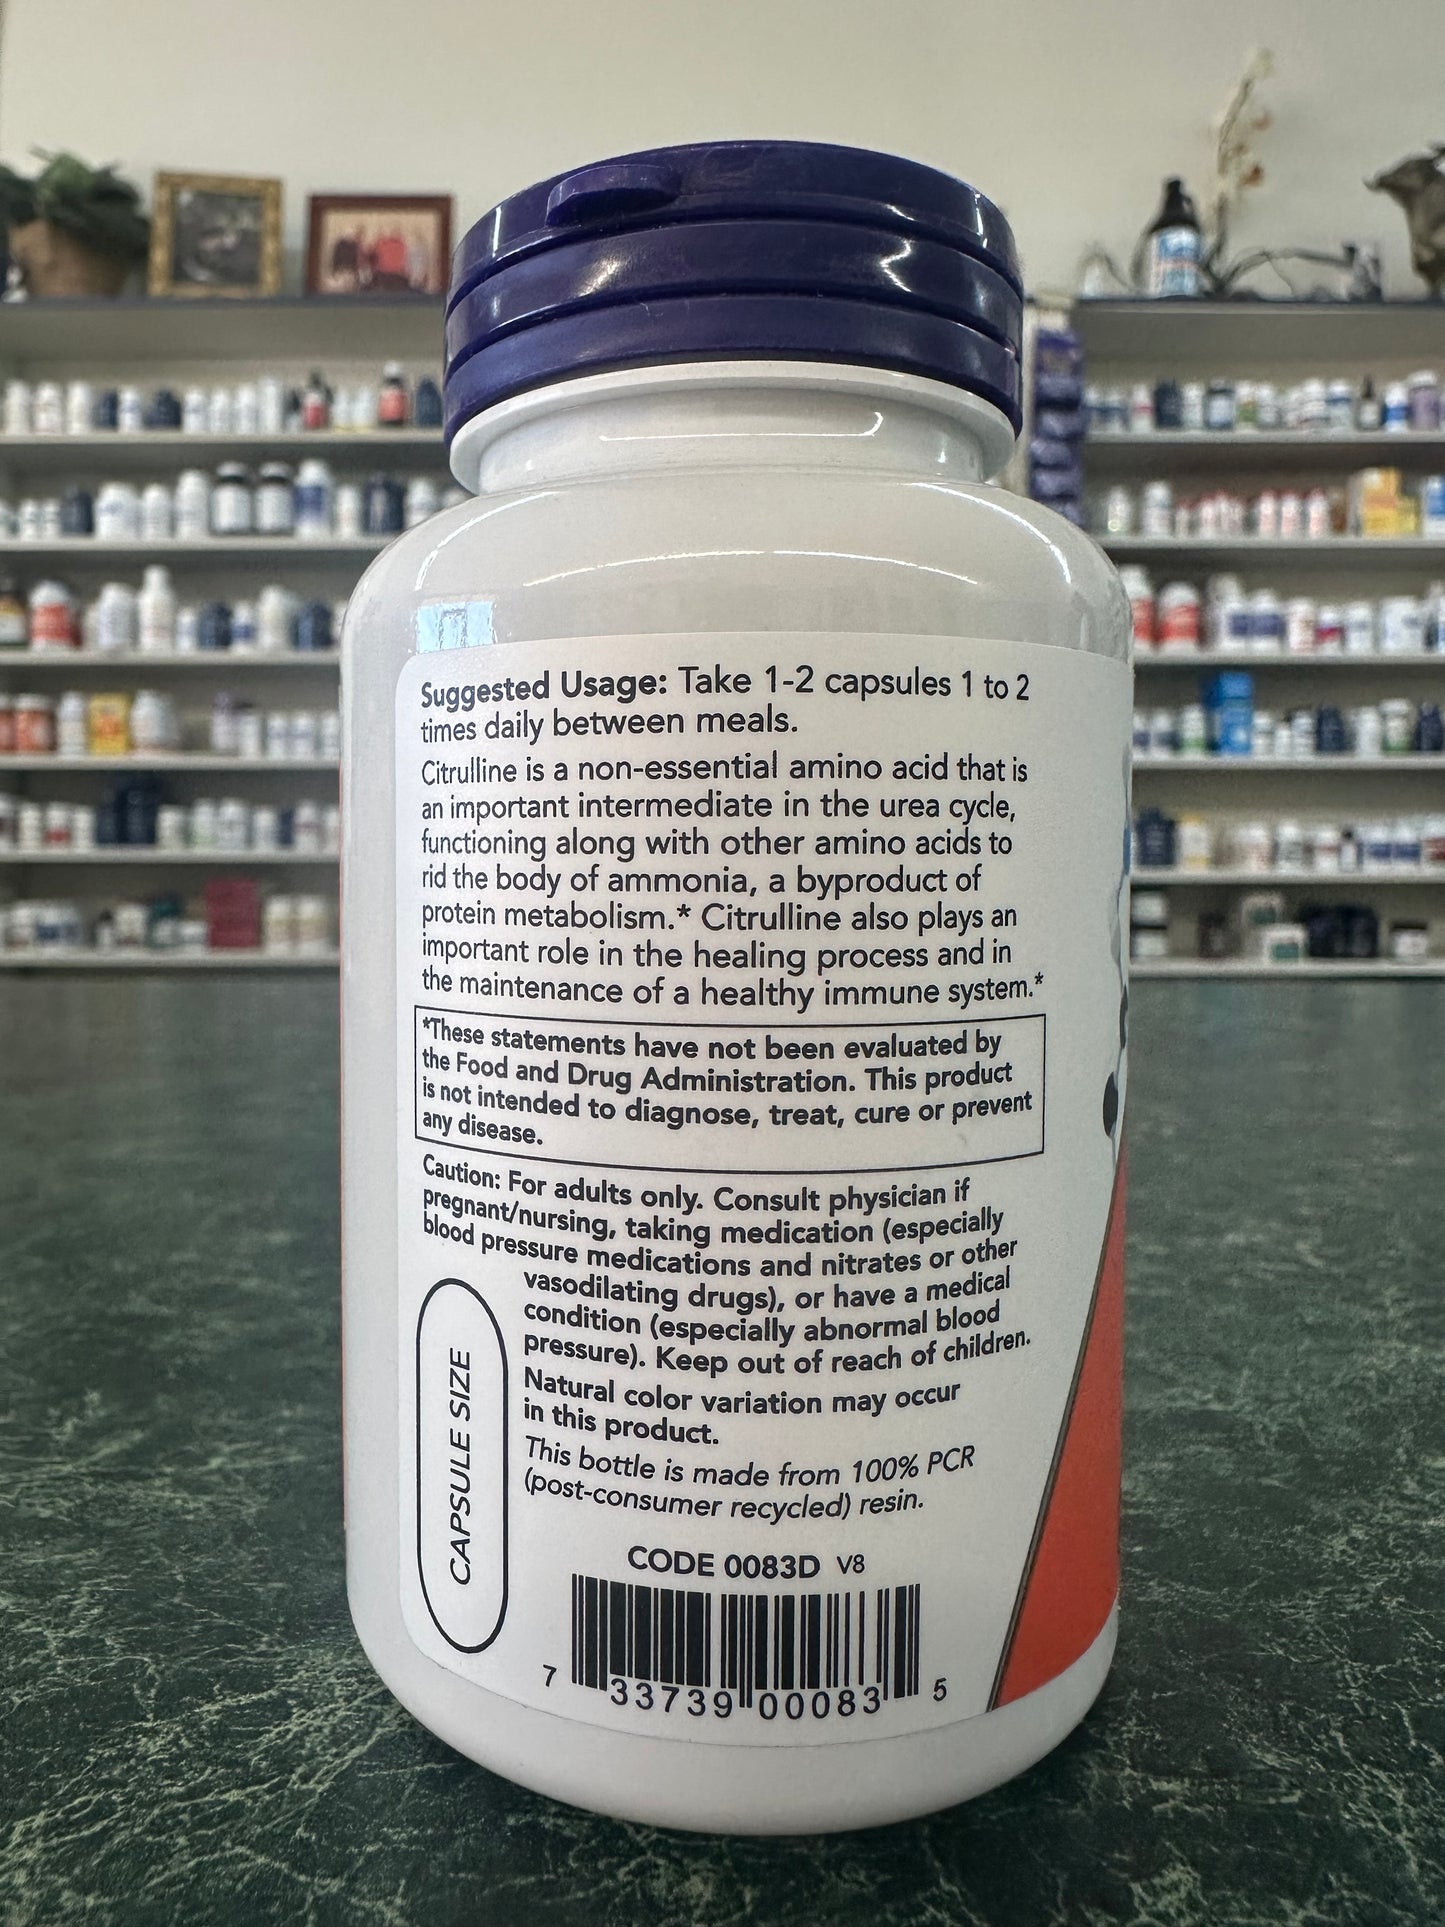 Suggested Usage: Take 1-2 capsules 1 to 2
times daily between meals.
Citrulline is a non-essential amino acid that is
an important intermediate in the urea cycle,
functioning along with other amino acids to
rid the body of ammonia, a byproduct of
protein metabolism.* Citrulline also plays an
important role in the healing process and in
the maintenance of a healthy immune system.*
*These statements have not been evaluated by
the Food and Drug Administration. This product
is not intended to diagnose, treat, cure or prevent
any disease.
Caution: For adults only. Consult physician if
pregnant/nursing, taking medication (especially
blood pressure medications and nitrates or other
vasodilating drugs), or have a medical
condition (especially abnormal blood
pressure). Keep out of reach of children.
Natural color variation may occur
in this product.
This bottle is made from 100% PCR
(post-consumer recycled) resin.
CAPSULE SIZE
CODE 0083D V8
7 33739 00083 5